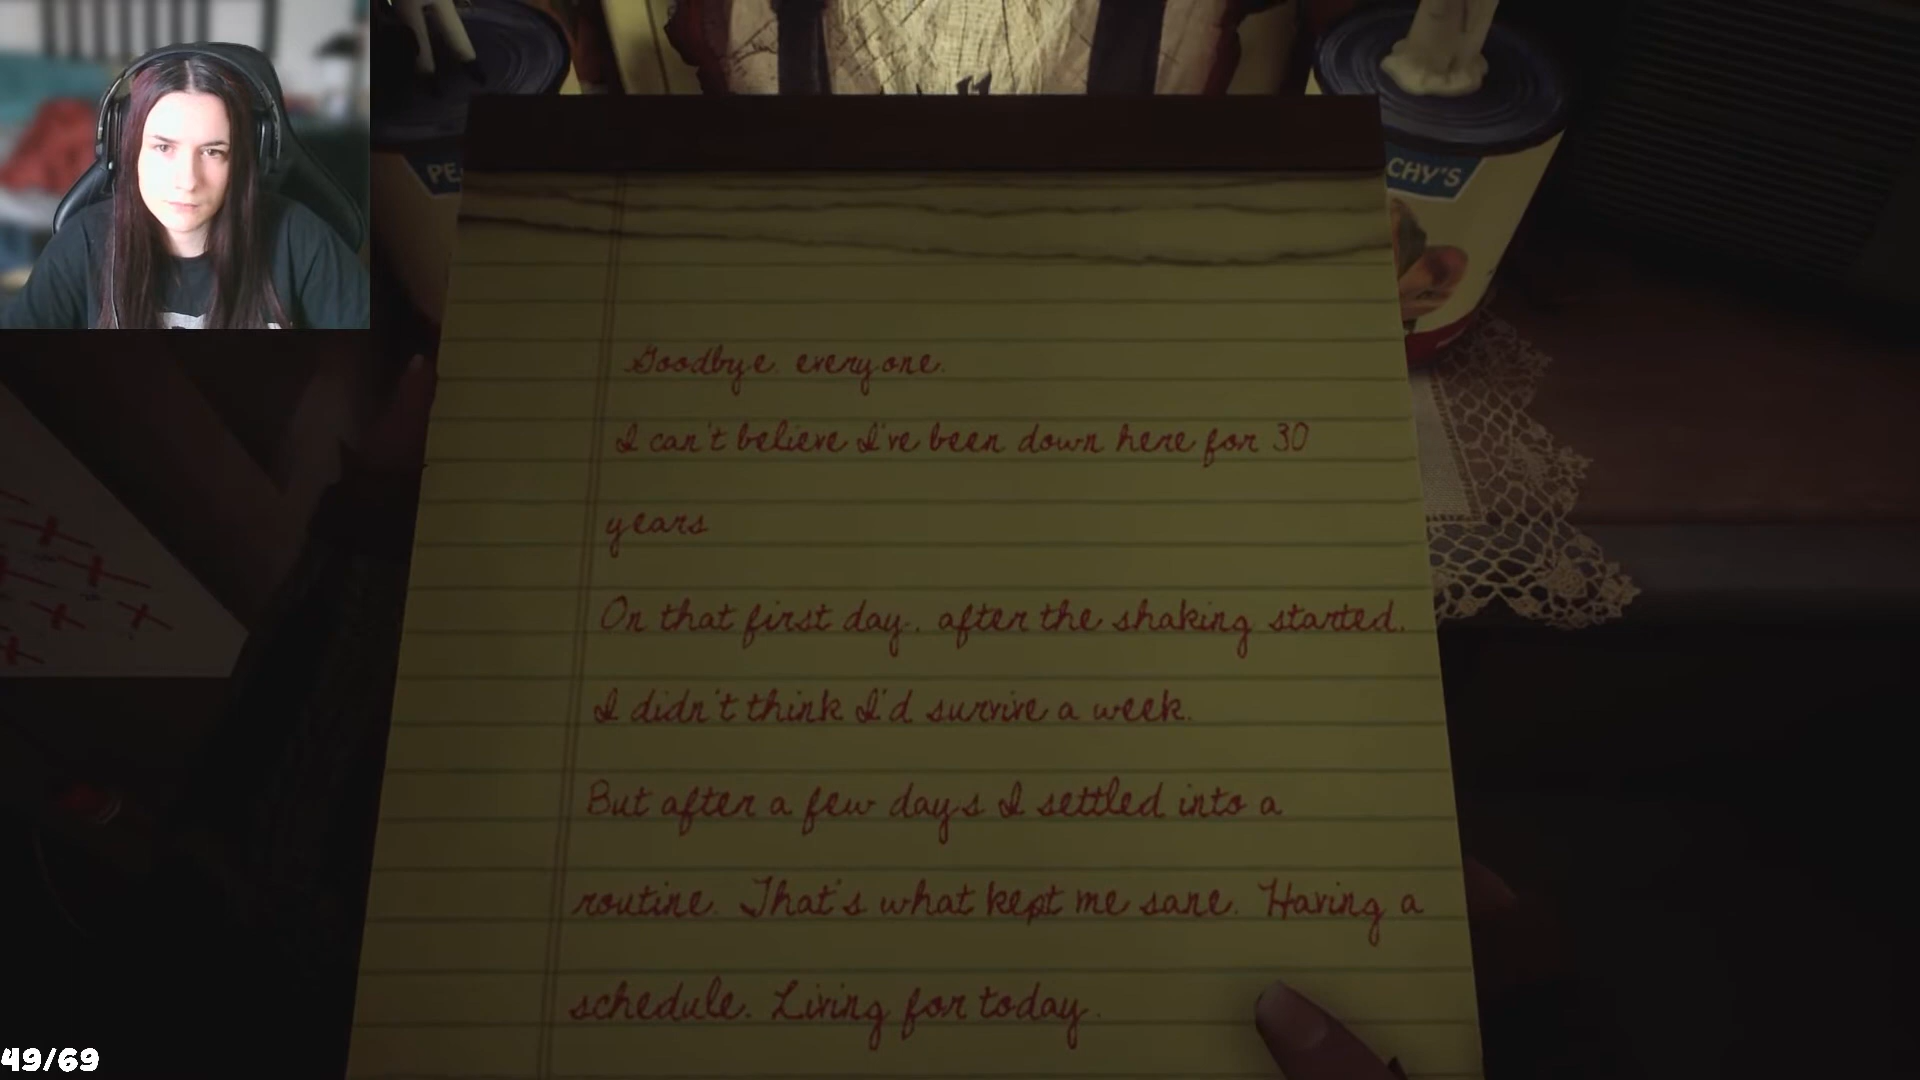 PE
CHY'S
Goodbye everyone.
I can't believe I've been down here for 30
years
On that first day, after the shaking started,
I didn't think I'd survive a week.
But after a few days I settled into a
routine. That's what kept me sane. Having a
schedule. Living for today.
49/69